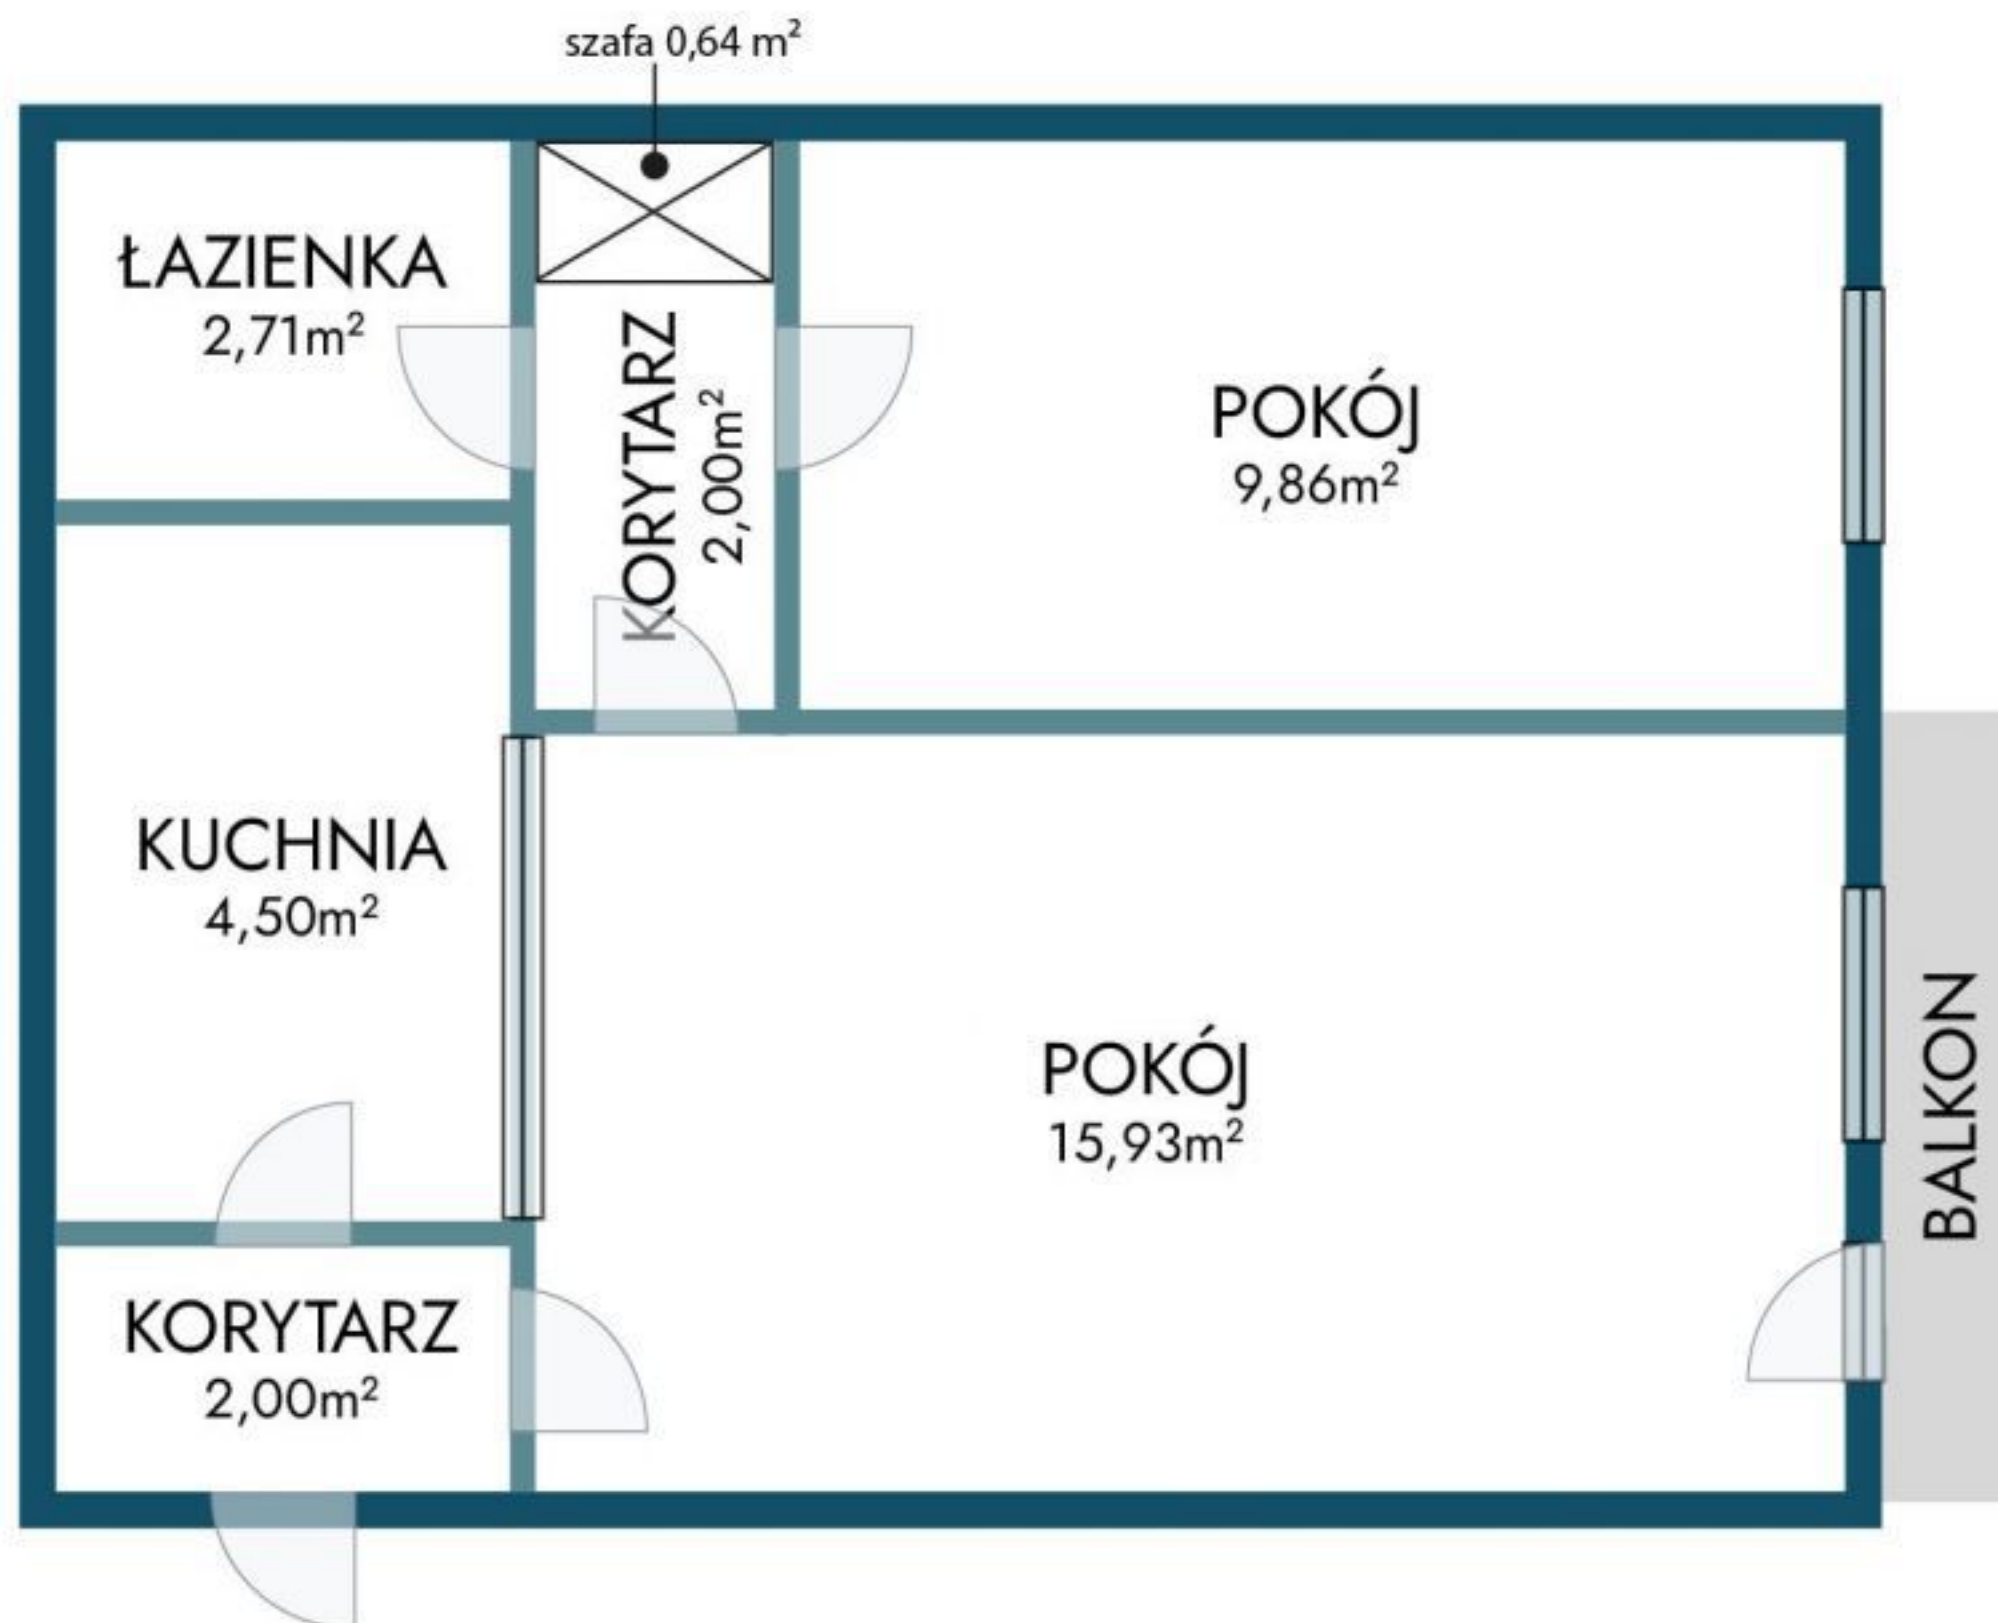 szafa 0,64 m²
ŁAZIENKA
2,71m²
KORYTARZ
2,00m²
POKÓJ
9,86m²
KUCHNIA
4,50m²
POKÓJ
15,93m²
BALKON
KORYTARZ
2,00m²